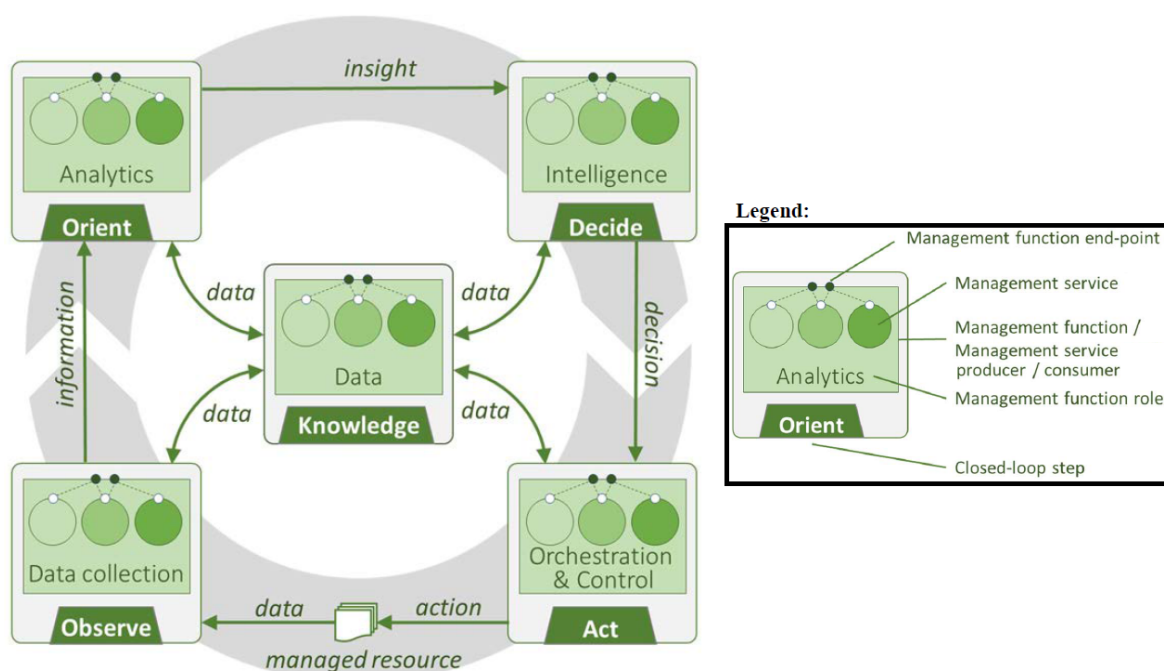 insight
Analytics
Orient
Intelligence
Decide
information
data
data
decision
Data
Knowledge
data
data
Data collection
Observe
Orchestration
& Control
Act
data
action
managed resource
Legend:
Management function end-point
Management service
Management function /
Management service
producer / consumer
Management function role
Analytics
Orient
Closed-loop step